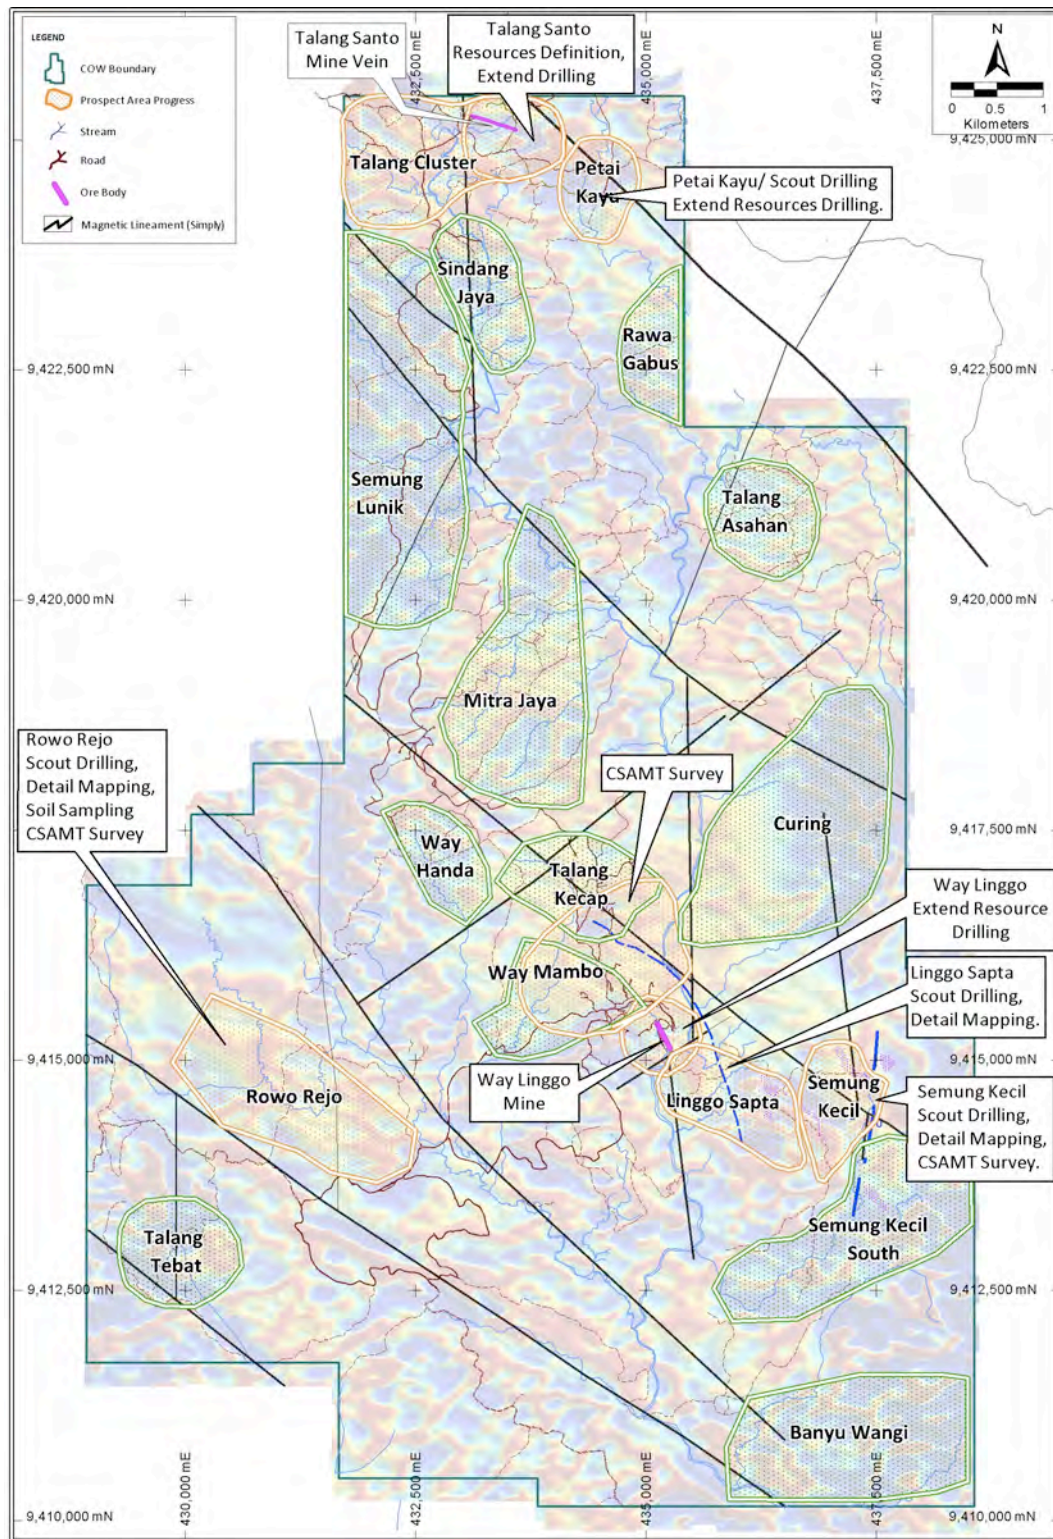 LEGEND
COW Boundary
Prospect Area Progress
Stream
Road
Ore Body
Magnetic Lineament (Simply)
Talang Santo
Mine Vein
Talang Santo
Resources Definition,
Extend Drilling
432,500 mE
435,000 mE
437,500 mE
N
0 0.5 1
Kilometers
9,425,000 mN
Talang Cluster
Petai
Kayu
Petai Kayu/ Scout Drilling
Extend Resources Drilling.
Sindang
Jaya
Rawa
Gabus
9,422,500 mN
9,422,500 mN
Semung
Lunik
Talang
Asahan
9,420,000 mN
9,420,000 mN
Mitra Jaya
Rowo Rejo
Scout Drilling,
Detail Mapping,
Soil Sampling
CSAMT Survey
CSAMT Survey
Curing
9,417,500 mN
Way
Handa
Talang
Kecap
Way Linggo
Extend Resource
Drilling
Way Mambo
Linggo Sapta
Scout Drilling,
Detail Mapping.
9,415,000 mN
Way Linggo
Mine
Rowo Rejo
Linggo Sapta
Semung
Kecil
Semung Kecil
Scout Drilling,
Detail Mapping,
CSAMT Survey.
Talang
Tebat
Semung Kecil
South
9,412,500 mN
9,412,500 mN
Banyu Wangi
430,000 mE
432,500 mE
435,000 mE
437,500 mE
9,410,000 mN
9,410,000 mN